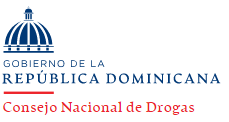 GOBIERNO DE LA
REPÚBLICA DOMINICANA
Consejo Nacional de Drogas